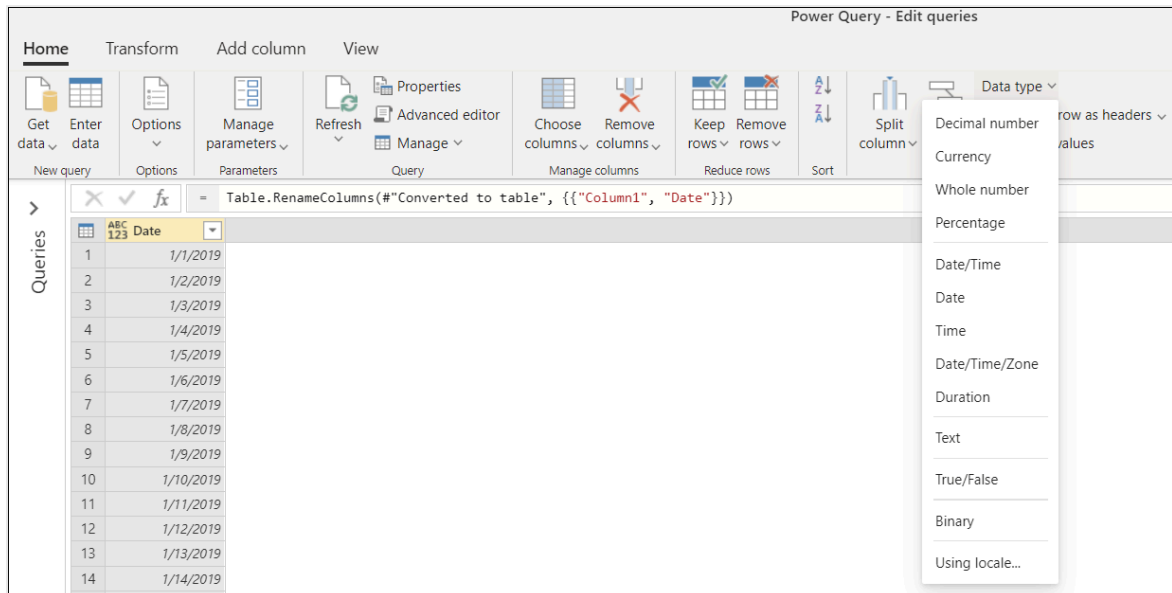 Power Query - Edit queries
Home Transform Add column View
Get data
Enter data
Options
Manage parameters
Refresh
Properties
Advanced editor
Manage
Choose columns
Remove columns
Keep rows
Remove rows
A
Z
Z
A
Split column
Data type
row as headers
values
New query Options Parameters Query Manage columns Reduce rows Sort
fx = Table.RenameColumns(#"Converted to table", {{"Column1", "Date"}})
Queries
ABC
123 Date
1 1/1/2019
2 1/2/2019
3 1/3/2019
4 1/4/2019
5 1/5/2019
6 1/6/2019
7 1/7/2019
8 1/8/2019
9 1/9/2019
10 1/10/2019
11 1/11/2019
12 1/12/2019
13 1/13/2019
14 1/14/2019
Decimal number
Currency
Whole number
Percentage
Date/Time
Date
Time
Date/Time/Zone
Duration
Text
True/False
Binary
Using locale...